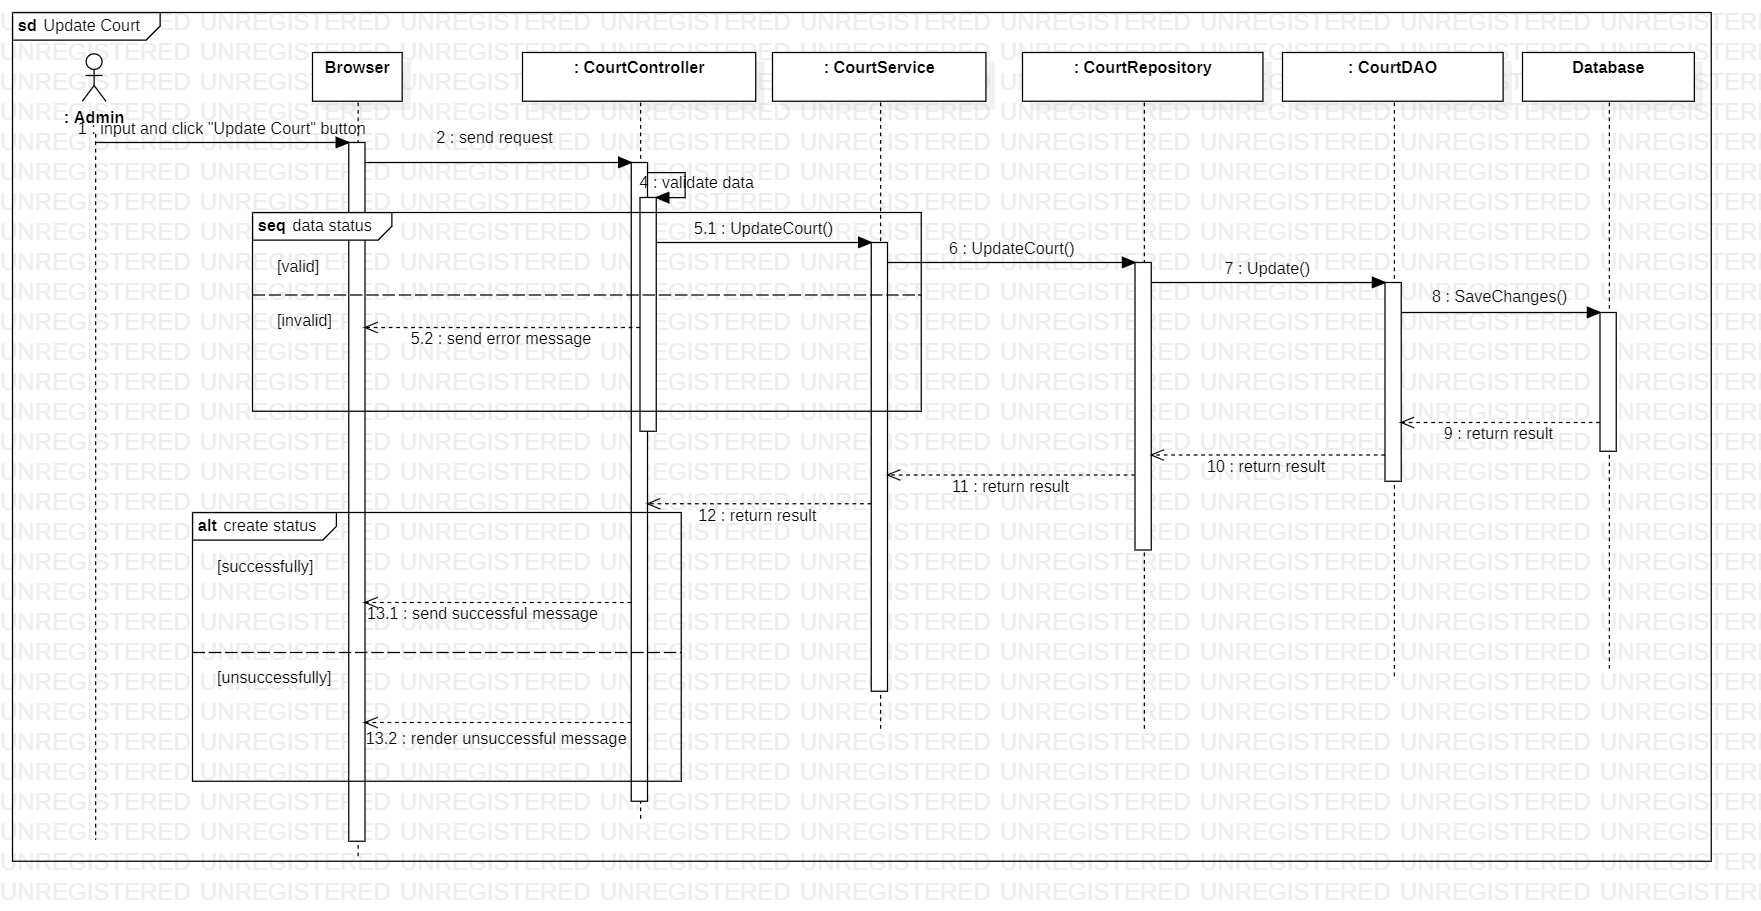 sd Update Court
Browser
: CourtController
: CourtService
: CourtRepository
: CourtDAO
Database
: Admin
1 : input and click "Update Court" button
2 : send request
4 : validate data
seq data status
5.1 : UpdateCourt()
6 : UpdateCourt()
[valid]
7 : Update()
8 : SaveChanges()
[invalid]
5.2 : send error message
9 : return result
10 : return result
11 : return result
12 : return result
alt create status
[successfully]
13.1 : send successful message
[unsuccessfully]
13.2 : render unsuccessful message
UNREGISTERED